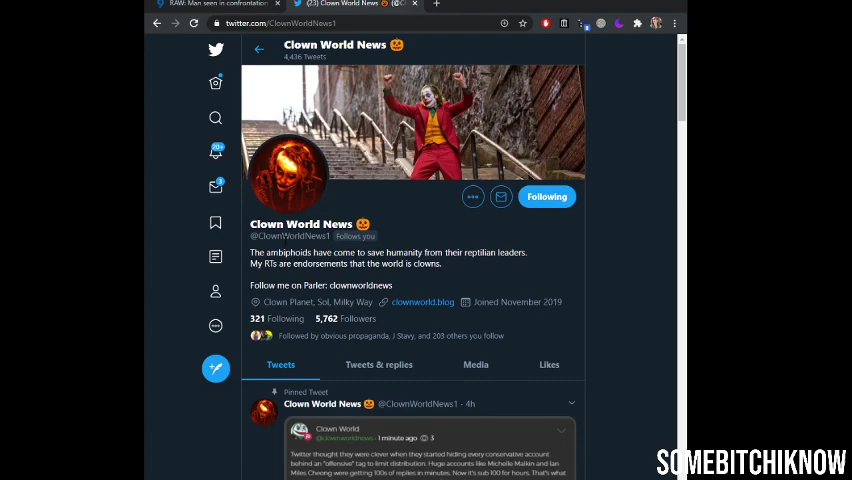 RAW: Man seen in confrontation
(23) Clown World News 🎃 (@Cl
twitter.com/ClownWorldNews1
Clown World News 🎃
4,436 Tweets
20+
3
Following
Clown World News 🎃
@ClownWorldNews1 Follows you
The ambiphoids have come to save humanity from their reptilian leaders.
My RTs are endorsements that the world is clowns.
Follow me on Parler: clownworldnews
Clown Planet, Sol, Milky Way clownworld.blog Joined November 2019
321 Following 5,762 Followers
Followed by obvious propaganda, J Stavy, and 203 others you follow
Tweets Tweets & replies Media Likes
Pinned Tweet
Clown World News 🎃 @ClownWorldNews1 · 4h
Clown World
@clownworldnews · 1 minute ago 3
Twitter thought they were clever when they started hiding every conservative account
behind an "offensive" tag to limit distribution. Huge accounts like Michelle Malkin and Ian
Miles Cheong were getting 100s of replies in minutes. Now it's sub 100 for hours. That's what
SOMEBITCHIKNOW